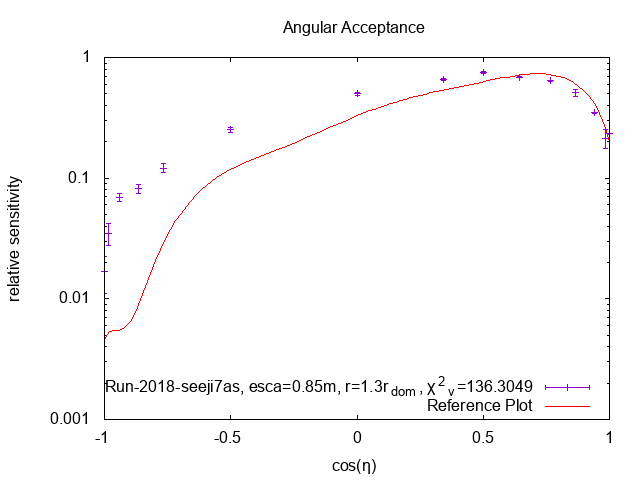 Angular Acceptance
1
0.1
0.01
0.001
relative sensitivity
Run-2018-seeji7as, esca=0.85m, r=1.3r_dom, χ²_ν=136.3049
Reference Plot
-1 -0.5 0 0.5 1
cos(η)